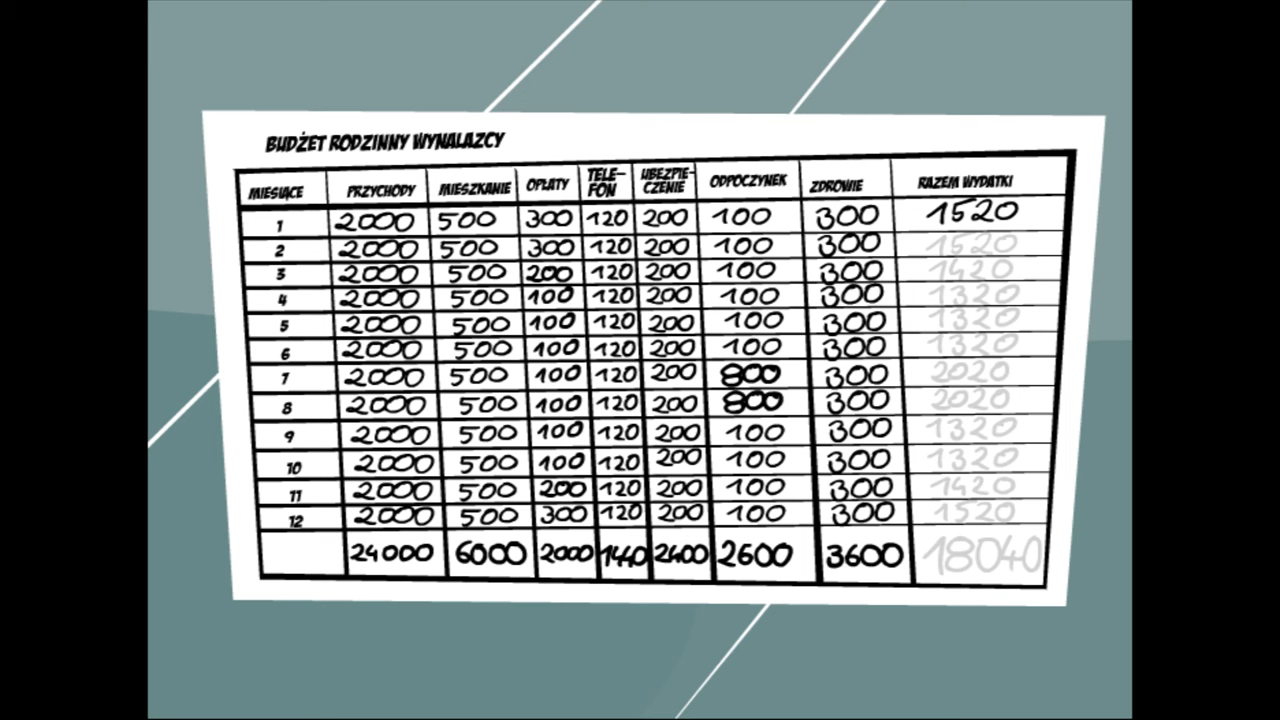 BUDŻET RODZINNY WYNALAZCY
MIESIĄCE PRZYCHODY MIESZKANIE OPŁATY TELE-FON UBEZPIE-CZENIE ODPOCZYNEK ZDROWIE RAZEM WYDATKI
1 2000 500 300 120 200 100 300 1520
2 2000 500 300 120 200 100 300 1520
3 2000 500 200 120 200 100 300 1420
4 2000 500 100 120 200 100 300 1320
5 2000 500 100 120 200 100 300 1320
6 2000 500 100 120 200 100 300 1320
7 2000 500 100 120 200 800 300 2020
8 2000 500 100 120 200 800 300 2020
9 2000 500 100 120 200 100 300 1320
10 2000 500 100 120 200 100 300 1320
11 2000 500 200 120 200 100 300 1420
12 2000 500 300 120 200 100 300 1520
24000 6000 2000 1440 2400 2600 3600 18040